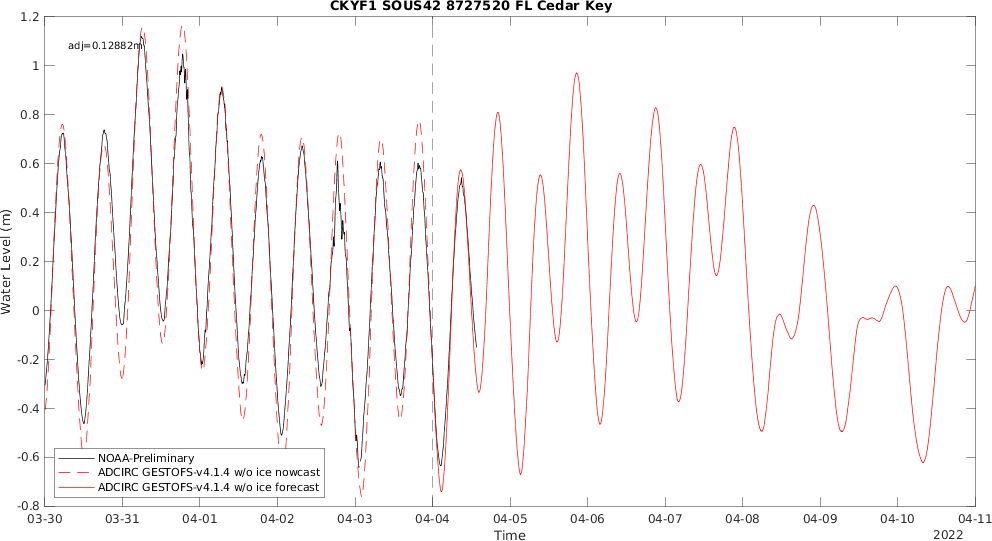 CKYF1 SOUS42 8727520 FL Cedar Key
adj=0.12882m
Water Level (m)
1.2
1
0.8
0.6
0.4
0.2
0
-0.2
-0.4
-0.6
-0.8
NOAA-Preliminary
ADCIRC GESTOFS-v4.1.4 w/o ice nowcast
ADCIRC GESTOFS-v4.1.4 w/o ice forecast
03-30 03-31 04-01 04-02 04-03 04-04 04-05 04-06 04-07 04-08 04-09 04-10 04-11
Time
2022